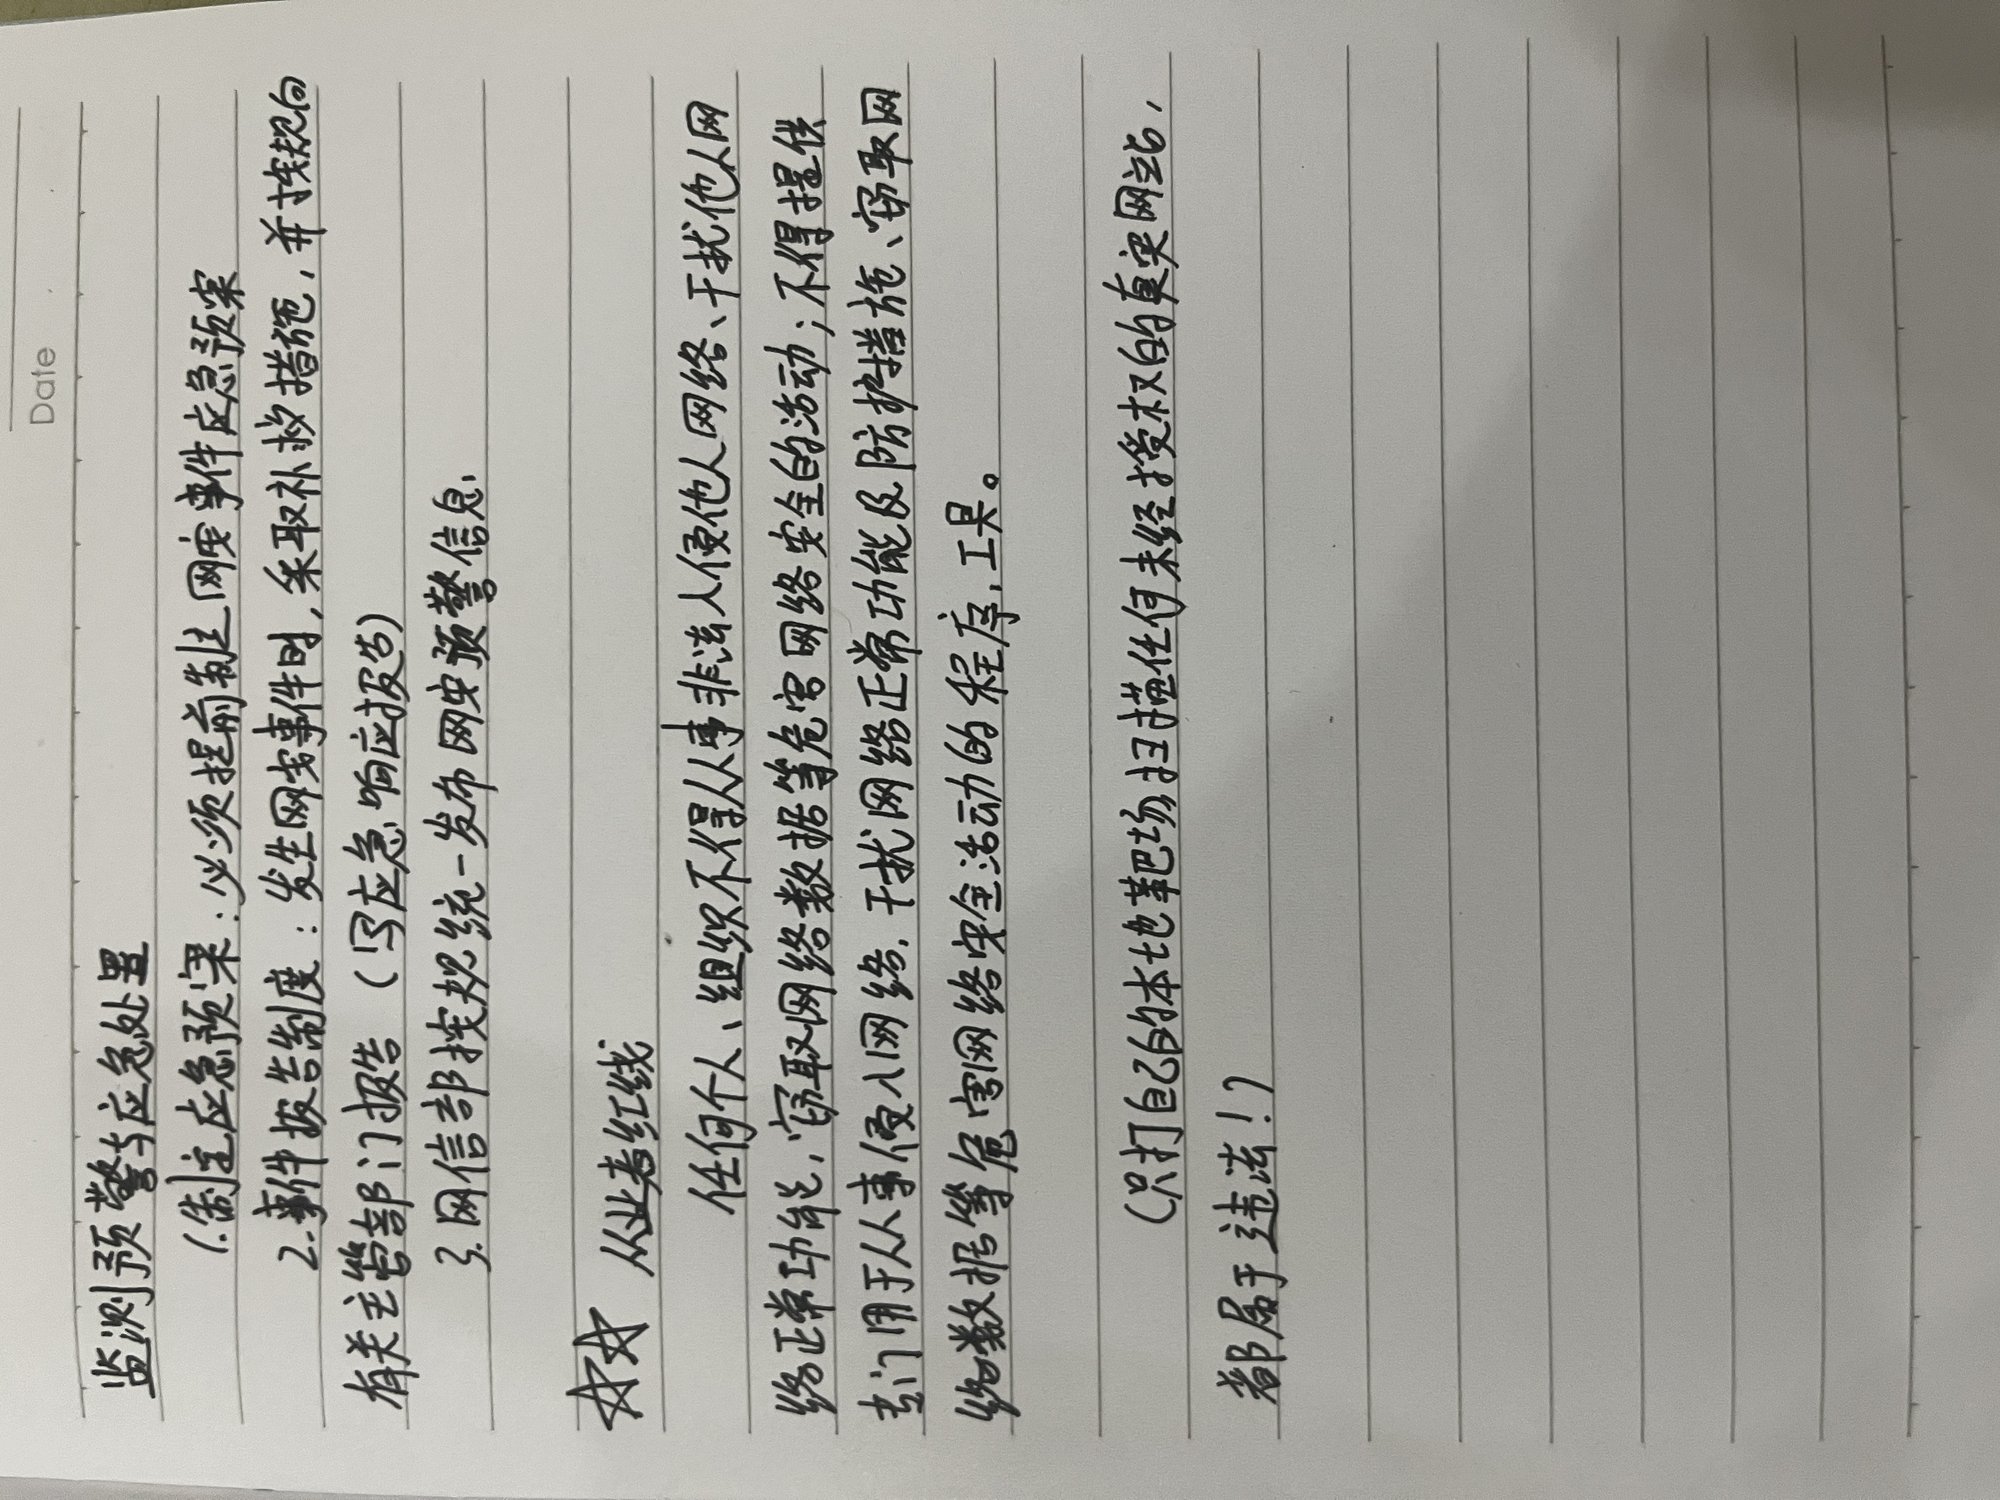 Date
监测预警与应急处置
1.制定应急预案：必须提前制定网安事件应急预案
2.事件报告制度：发生网安事件时，采取补救措施，并按规向
有关主管部门报告（写应急响应报告）
3.网信部按规统一发布网安预警信息.
☆☆ 从业者红线
任何个人、组织不得从事非法入侵他人网络、干扰他人网
络正常功能、窃取网络数据等危害网络安全的活动；不得提供
专门用于从事侵入网络、干扰网络正常功能及防护措施、窃取网
络数据等危害网络安全活动的程序、工具。
（只打自己的本地靶场，扫描任何未经授权的真实网站，
都属于违法！）